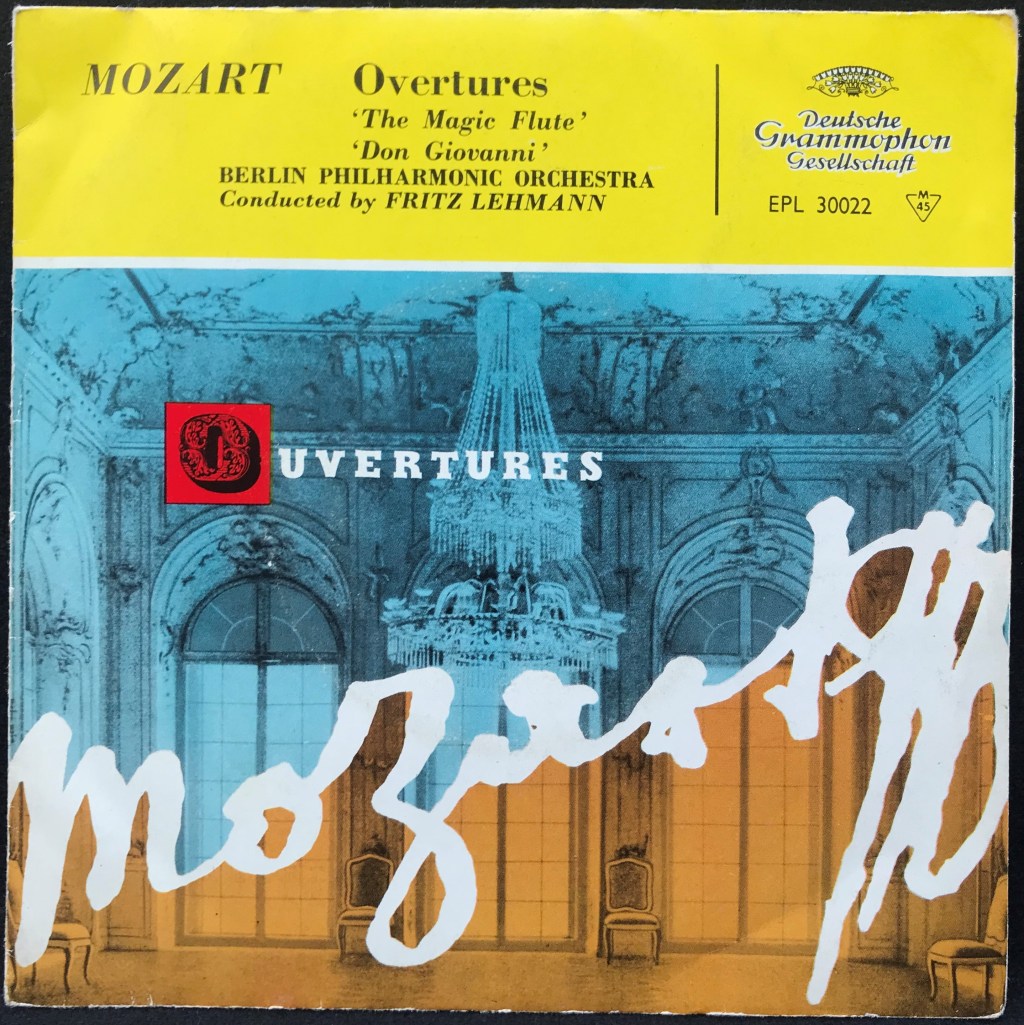 MOZART Overtures
‘The Magic Flute’
‘Don Giovanni’
BERLIN PHILHARMONIC ORCHESTRA
Conducted by FRITZ LEHMANN
Deutsche
Grammophon
Gesellschaft
EPL 30022
M
45
OUVERTURES
Mozart